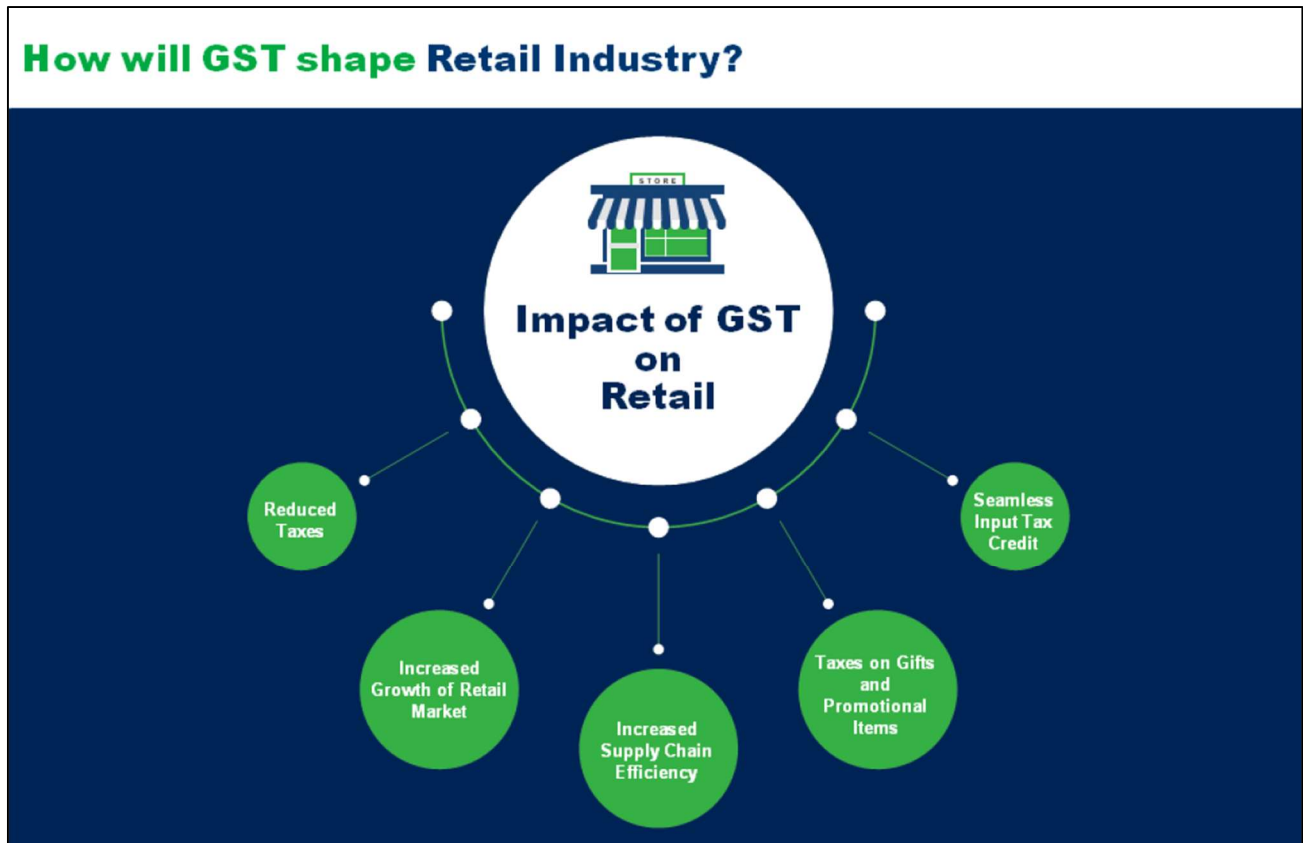 How will GST shape Retail Industry?
STORE
Impact of GST
on
Retail
Reduced
Taxes
Increased
Growth of Retail
Market
Increased
Supply Chain
Efficiency
Taxes on Gifts
and
Promotional
Items
Seamless
Input Tax
Credit